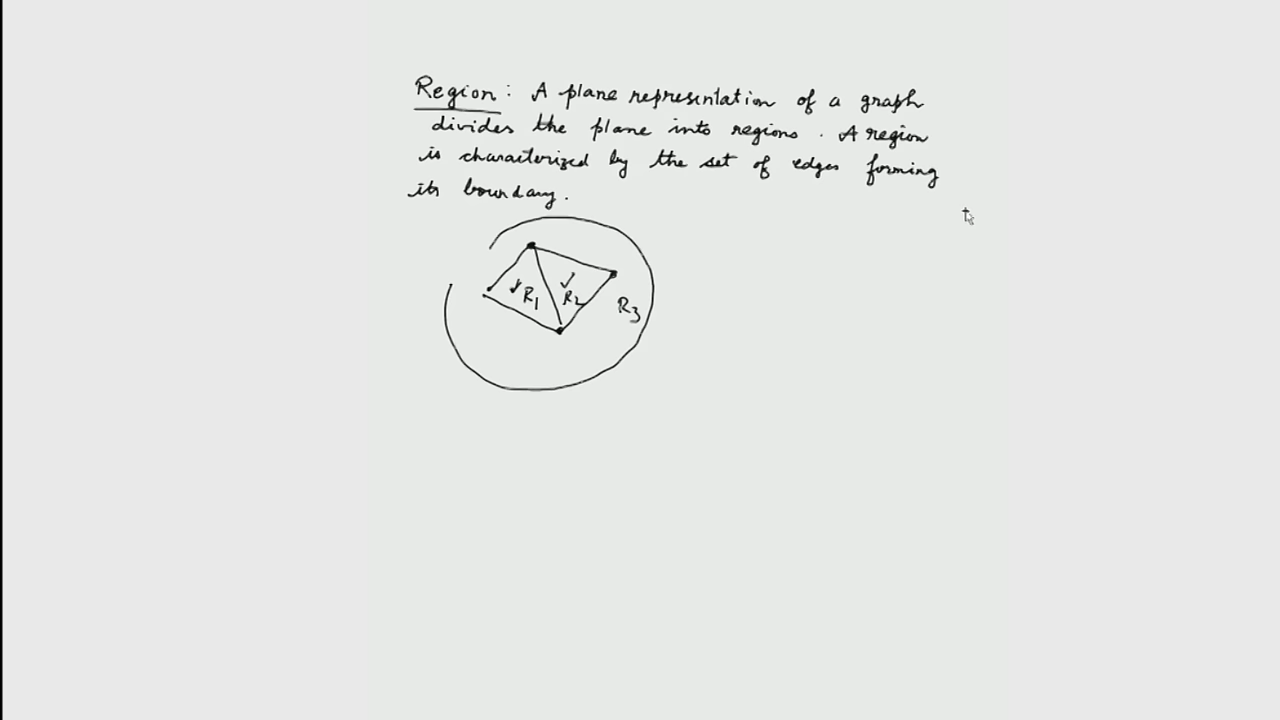 Region: A plane representation of a graph
divides the plane into regions. A region
is characterized by the set of edges forming
its boundary.
R1 R2 R3